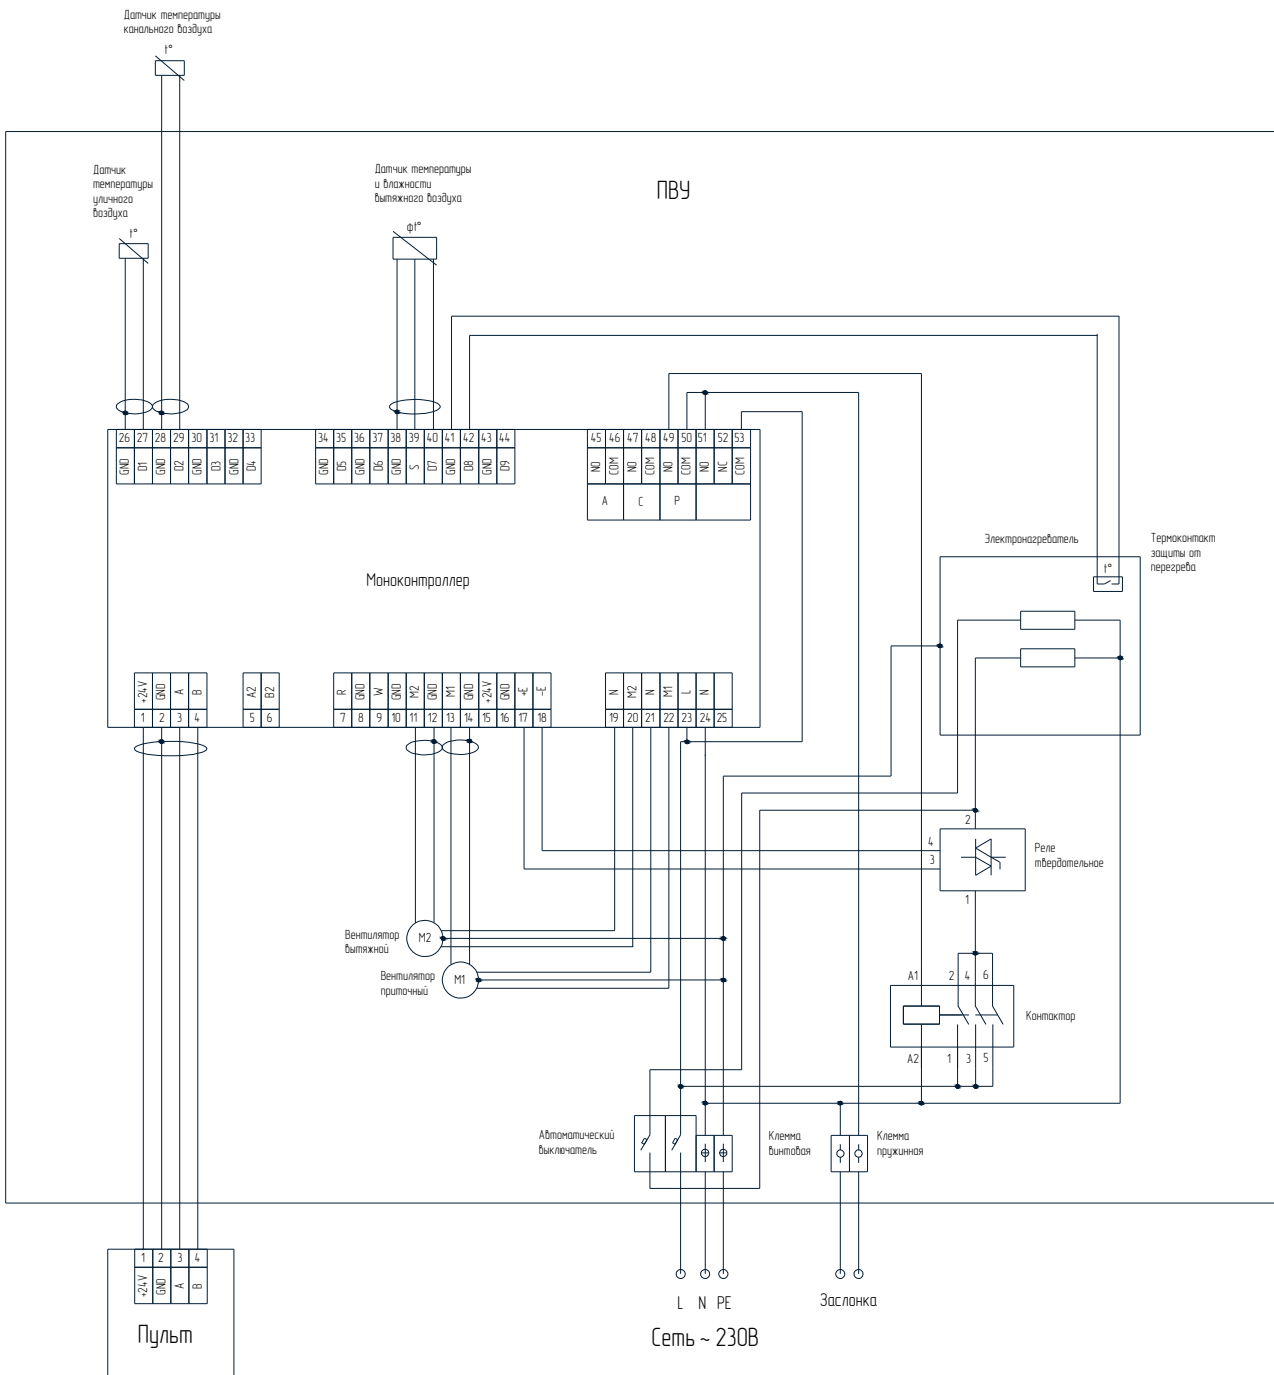 Датчик температуры
канального воздуха
t°
Датчик
температуры
уличного
воздуха
t°
Датчик температуры
и влажности
вытяжного воздуха
φt°
ПВУ
26 27 28 29 30 31 32 33
GND D1 GND D2 GND D3 GND D4
34 35 36 37 38 39 40 41 42 43 44
GND D5 GND D6 GND S D7 GND D8 GND D9
45 46 47 48 49 50 51 52 53
NO COM NO COM NO COM NO NC COM
A C P
Моноконтроллер
Электронагреватель
Термоконтакт
защиты от
перегрева
t°
+24V GND A B
1 2 3 4
A2 B2
5 6
R GND W GND M2 GND M1 GND +24V GND +E -E
7 8 9 10 11 12 13 14 15 16 17 18
N M2 N M1 L N
19 20 21 22 23 24 25
2
4
3
1
Реле
твердотельное
Вентилятор
вытяжной
M2
Вентилятор
приточный
M1
A1 2 4 6
Контактор
A2 1 3 5
Автоматический
выключатель
Клемма
винтовая
Клемма
пружинная
1 2 3 4
+24V GND A B
Пульт
L N PE
Сеть ~ 230В
Заслонка